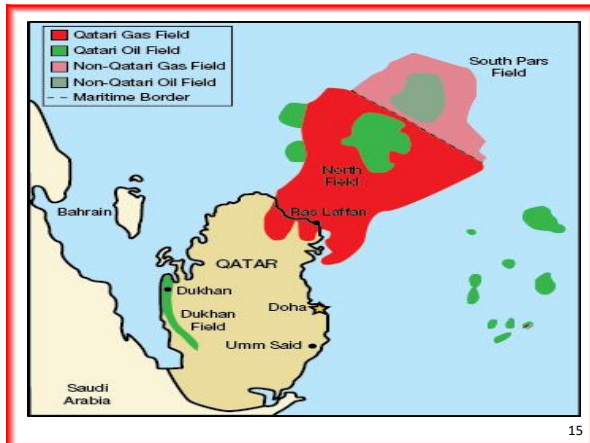 Qatari Gas Field
Qatari Oil Field
Non-Qatari Gas Field
Non-Qatari Oil Field
Maritime Border
South Pars
Field
North
Field
Bahrain
Ras Laffan
QATAR
Dukhan
Dukhan
Field
Doha
Umm Said
Saudi
Arabia
15